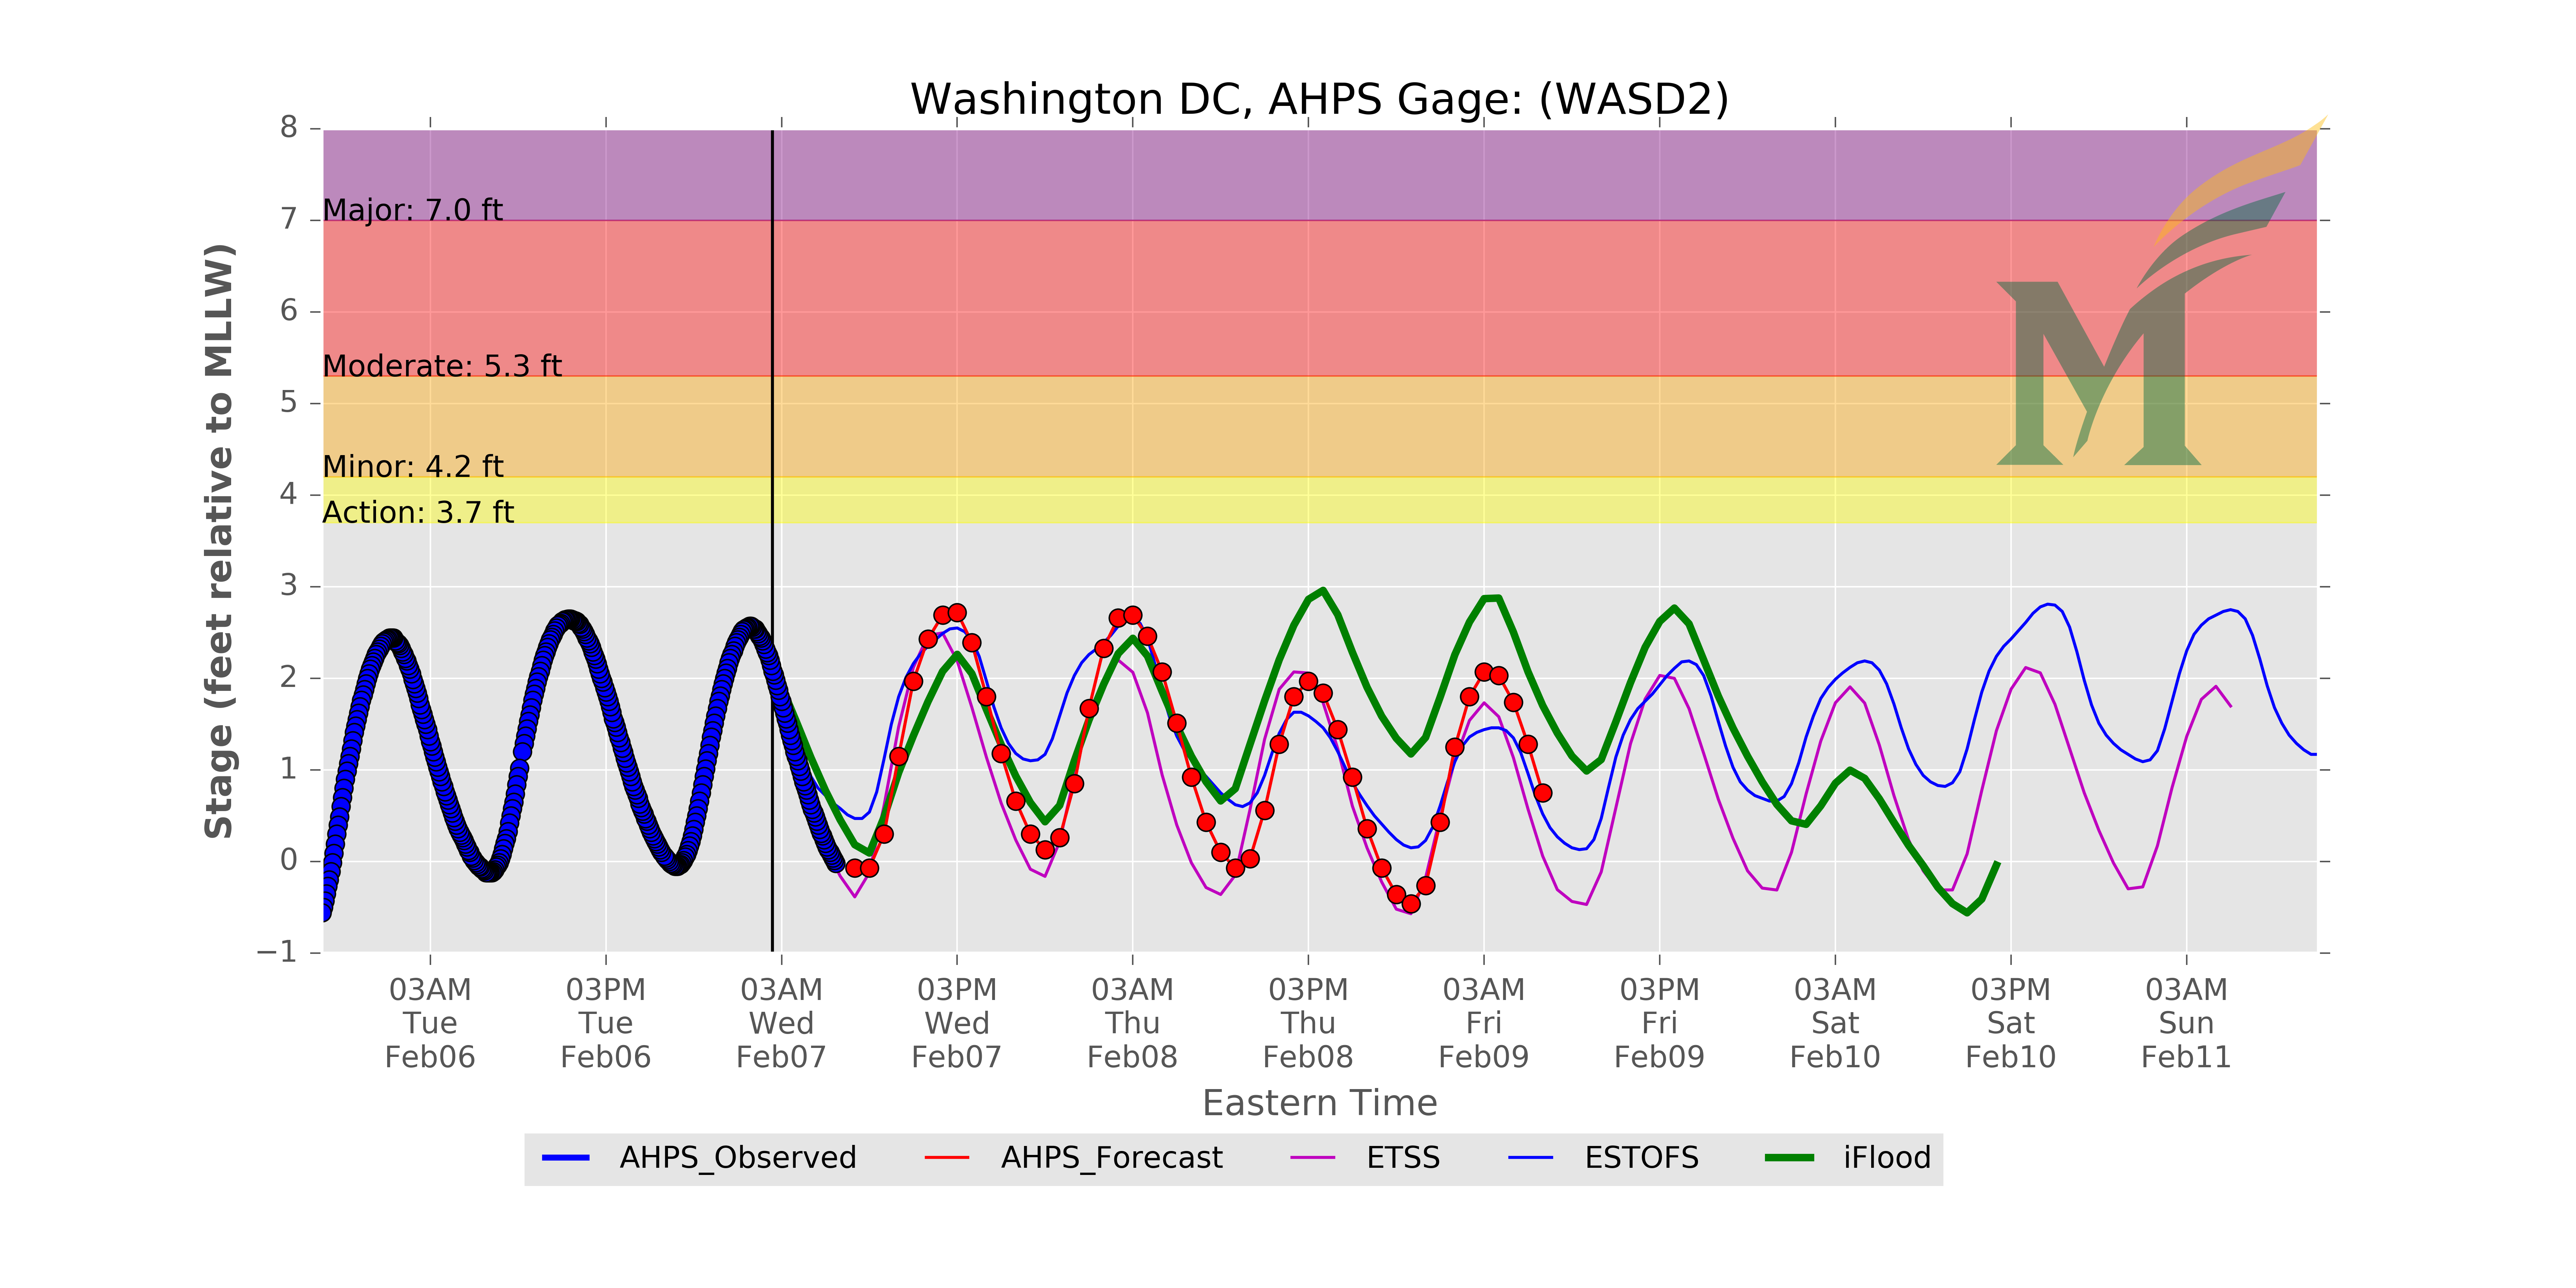 Washington DC, AHPS Gage: (WASD2)
Stage (feet relative to MLLW)
8
7
6
5
4
3
2
1
0
−1
Major: 7.0 ft
Moderate: 5.3 ft
Minor: 4.2 ft
Action: 3.7 ft
M
03AM 03PM 03AM 03PM 03AM 03PM 03AM 03PM 03AM 03PM 03AM
Tue Tue Wed Wed Thu Thu Fri Fri Sat Sat Sun
Feb06 Feb06 Feb07 Feb07 Feb08 Feb08 Feb09 Feb09 Feb10 Feb10 Feb11
Eastern Time
AHPS_Observed AHPS_Forecast ETSS ESTOFS iFlood